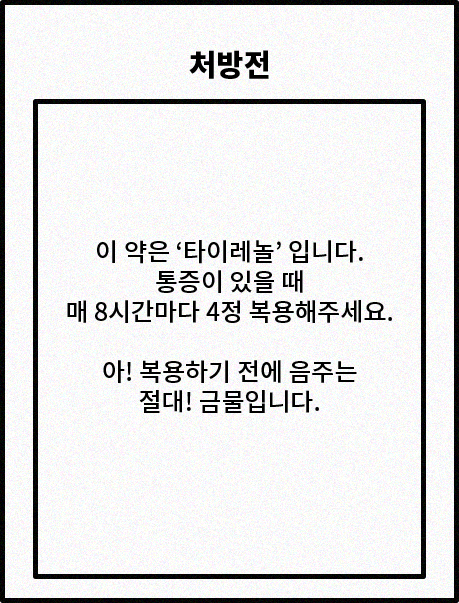 처방전
이 약은 ‘타이레놀’ 입니다.
통증이 있을 때
매 8시간마다 4정 복용해주세요.
아! 복용하기 전에 음주는
절대! 금물입니다.